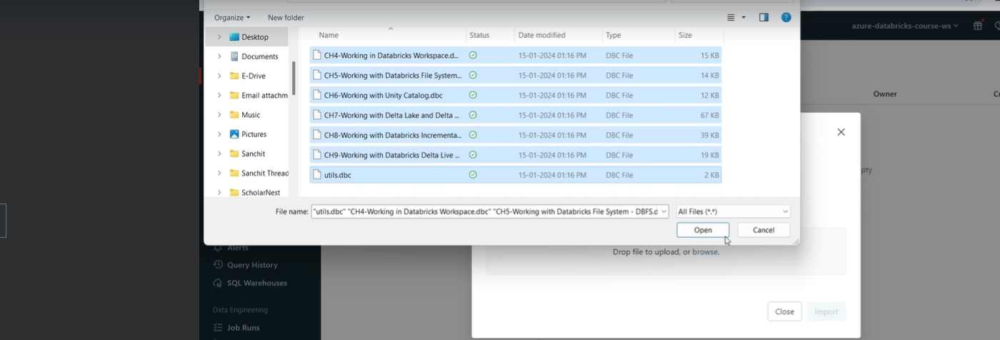 Organize New folder
azure-databricks-course-ws
Name Status Date modified Type Size
Desktop
Documents
E-Drive
Email attachm
Music
Pictures
Sanchit
Sanchit Thread
ScholarNest
CH4-Working in Databricks Workspace.d... 15-01-2024 01:16 PM DBC File 15 KB
CH5-Working with Databricks File System... 15-01-2024 01:16 PM DBC File 14 KB
CH6-Working with Unity Catalog.dbc 15-01-2024 01:16 PM DBC File 12 KB
CH7-Working with Delta Lake and Delta ... 15-01-2024 01:16 PM DBC File 67 KB
CH8-Working with Databricks Incrementa... 15-01-2024 01:16 PM DBC File 39 KB
CH9-Working with Databricks Delta Live ... 15-01-2024 01:16 PM DBC File 19 KB
utils.dbc 15-01-2024 01:16 PM DBC File 2 KB
File name: "utils.dbc" "CH4-Working in Databricks Workspace.dbc" "CH5-Working with Databricks File System - DBFS.d All Files (*.*)
Open Cancel
Owner
pty
Alerts
Query History
SQL Warehouses
Data Engineering
Job Runs
Drop file to upload, or browse.
Close Import